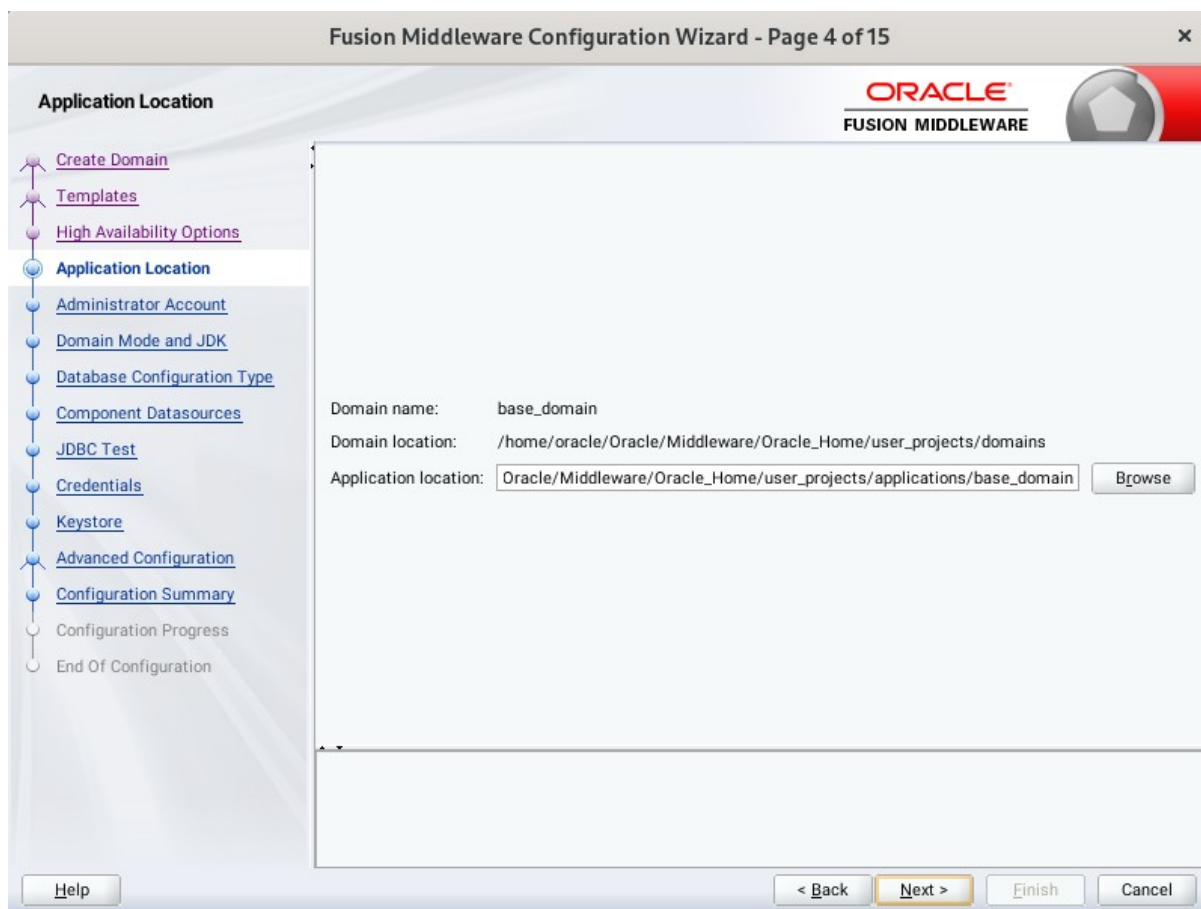 Fusion Middleware Configuration Wizard - Page 4 of 15
×
Application Location
ORACLE
FUSION MIDDLEWARE
Create Domain
Templates
High Availability Options
Application Location
Administrator Account
Domain Mode and JDK
Database Configuration Type
Component Datasources
JDBC Test
Credentials
Keystore
Advanced Configuration
Configuration Summary
Configuration Progress
End Of Configuration
Domain name: base_domain
Domain location: /home/oracle/Oracle/Middleware/Oracle_Home/user_projects/domains
Application location: Oracle/Middleware/Oracle_Home/user_projects/applications/base_domain Browse
Help < Back Next > Finish Cancel